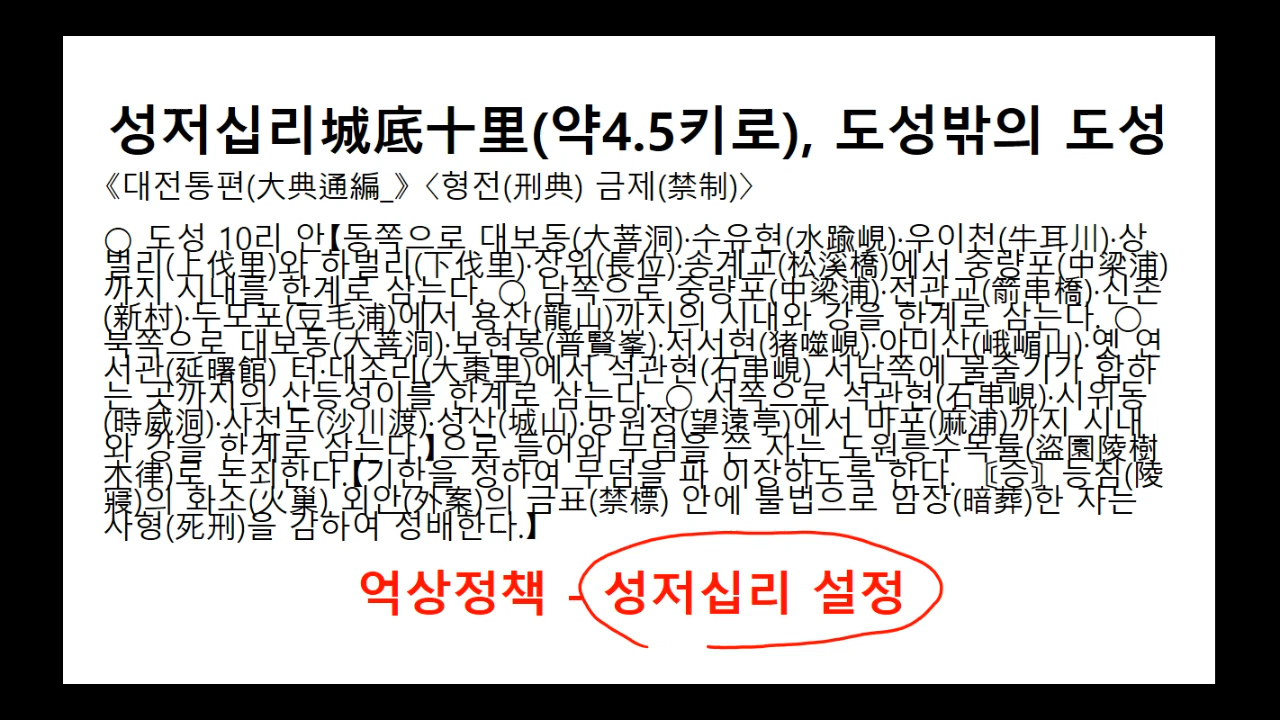 성저십리城底十里(약4.5키로), 도성밖의 도성
《대전통편(大典通編_》〈형전(刑典) 금제(禁制)〉
○ 도성 10리 안【동쪽으로 대보동(大菩洞)·수유현(水踰峴)·우이천(牛耳川)·상
벌리(上伐里)와 하벌리(下伐里)·장위(長位)·송계교(松溪橋)에서 중량포(中梁浦)
까지 시내를 한계로 삼는다. ○ 남쪽으로 중량포(中梁浦)·전관교(箭串橋)·신촌
(新村)·두모포(豆毛浦)에서 용산(龍山)까지의 시내와 강을 한계로 삼는다. ○
북쪽으로 대보동(大菩洞)·보현봉(普賢峯)·저서현(猪噬峴)·아미산(峨嵋山)·옛 연
서관(延曙館) 터·대조리(大棗里)에서 석관현(石串峴) 서남쪽에 물줄기가 합하
는 곳까지의 산등성이를 한계로 삼는다. ○ 서쪽으로 석관현(石串峴)·시위동
(時威洞)·사천도(沙川渡)·성산(城山)·망원정(望遠亭)에서 마포(麻浦)까지 시내
와 강을 한계로 삼는다.】으로 들어와 무덤을 쓴 자는 도원릉수목률(盜園陵樹
木律)로 논죄한다.【기한을 정하여 무덤을 파 이장하도록 한다. 〖증〗 능침(陵
寢)의 화소(火巢) 외안(外案)의 금표(禁標) 안에 불법으로 암장(暗葬)한 자는
사형(死刑)을 감하여 정배한다.】
억상정책 - 성저십리 설정